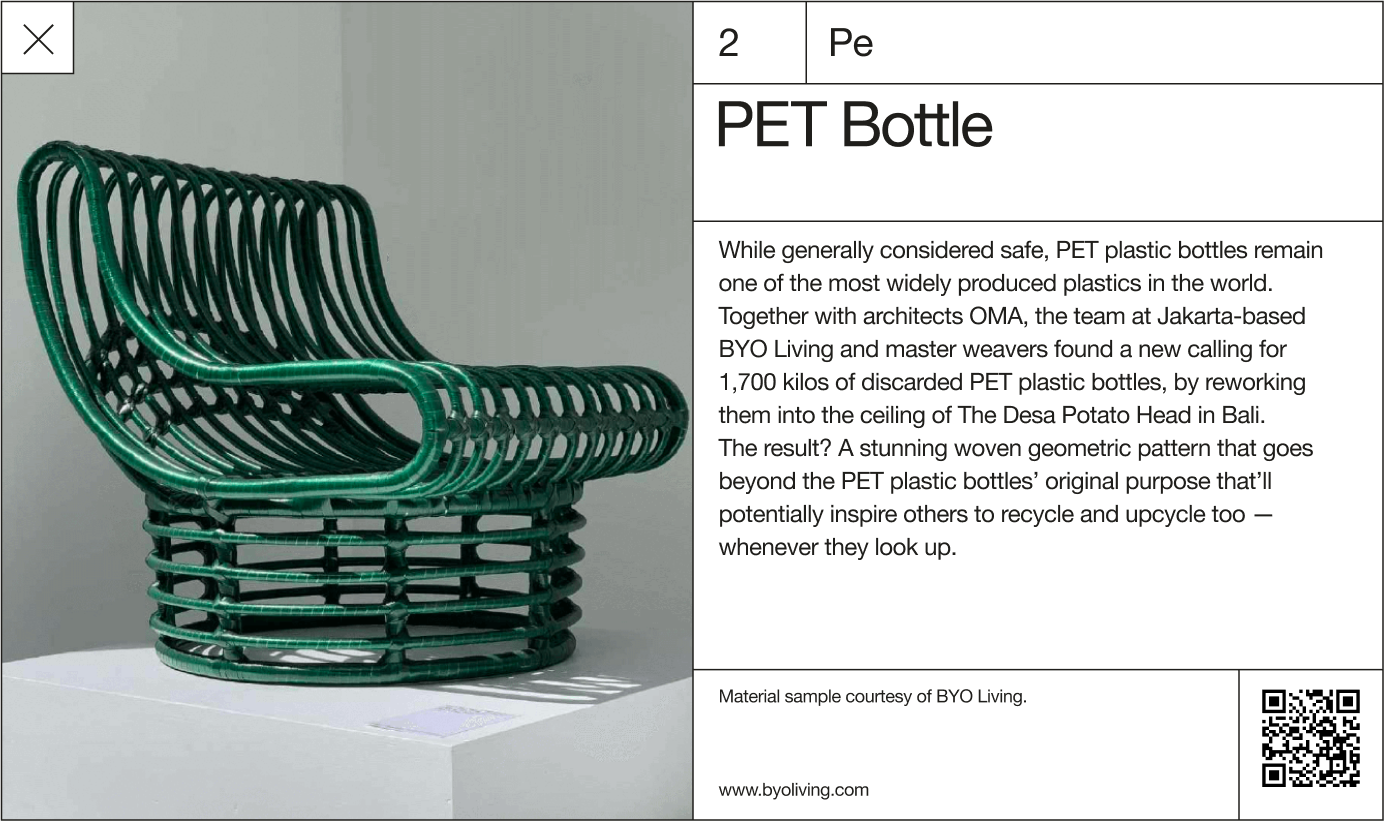 2
Pe
PET Bottle
While generally considered safe, PET plastic bottles remain
one of the most widely produced plastics in the world.
Together with architects OMA, the team at Jakarta-based
BYO Living and master weavers found a new calling for
1,700 kilos of discarded PET plastic bottles, by reworking
them into the ceiling of The Desa Potato Head in Bali.
The result? A stunning woven geometric pattern that goes
beyond the PET plastic bottles’ original purpose that’ll
potentially inspire others to recycle and upcycle too —
whenever they look up.
Material sample courtesy of BYO Living.
www.byoliving.com